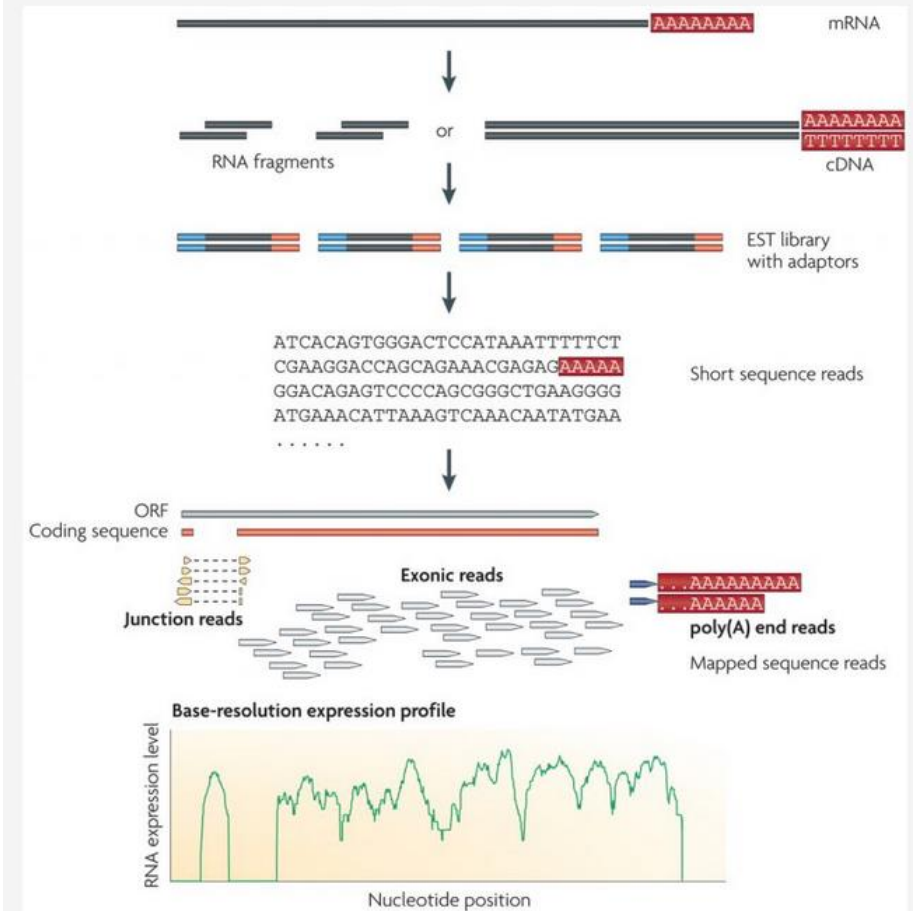 AAAAAAAA
mRNA
AAAAAAAA
or
TTTTTTTT
RNA fragments
cDNA
EST library
with adaptors
ATCACAGTGGGACTCCATAAATTTTTCT
CGAAGGACCAGCAGAAACGAGAGAAAAA
Short sequence reads
GGACAGAGTCCCCAGCGGGCTGAAGGGG
ATGAAACATTAAAGTCAAACAATATGAA
. . . . . .
ORF
Coding sequence
Exonic reads
...AAAAAAAAA
...AAAAAA
Junction reads
poly(A) end reads
Mapped sequence reads
Base-resolution expression profile
RNA expression level
Nucleotide position